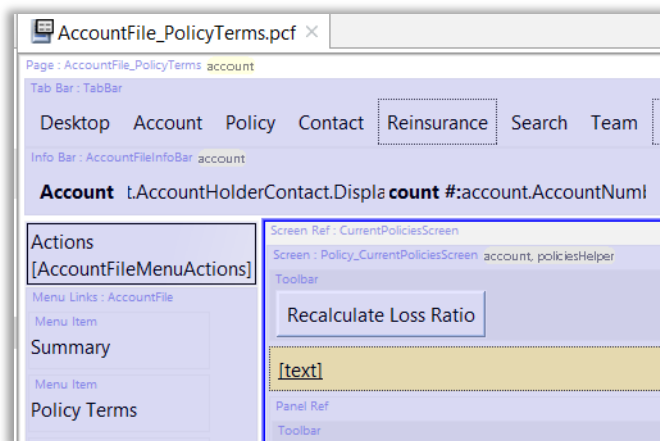 AccountFile_PolicyTerms.pcf
Page : AccountFile_PolicyTerms account
Tab Bar : TabBar
Desktop Account Policy Contact Reinsurance Search Team
Info Bar : AccountFileInfoBar account
Account t.AccountHolderContact.Displa count #:account.AccountNumb
Actions
[AccountFileMenuActions]
Menu Links : AccountFile
Menu Item
Summary
Menu Item
Policy Terms
Screen Ref : CurrentPoliciesScreen
Screen : Policy_CurrentPoliciesScreen account, policiesHelper
Toolbar
Recalculate Loss Ratio
[text]
Panel Ref
Toolbar